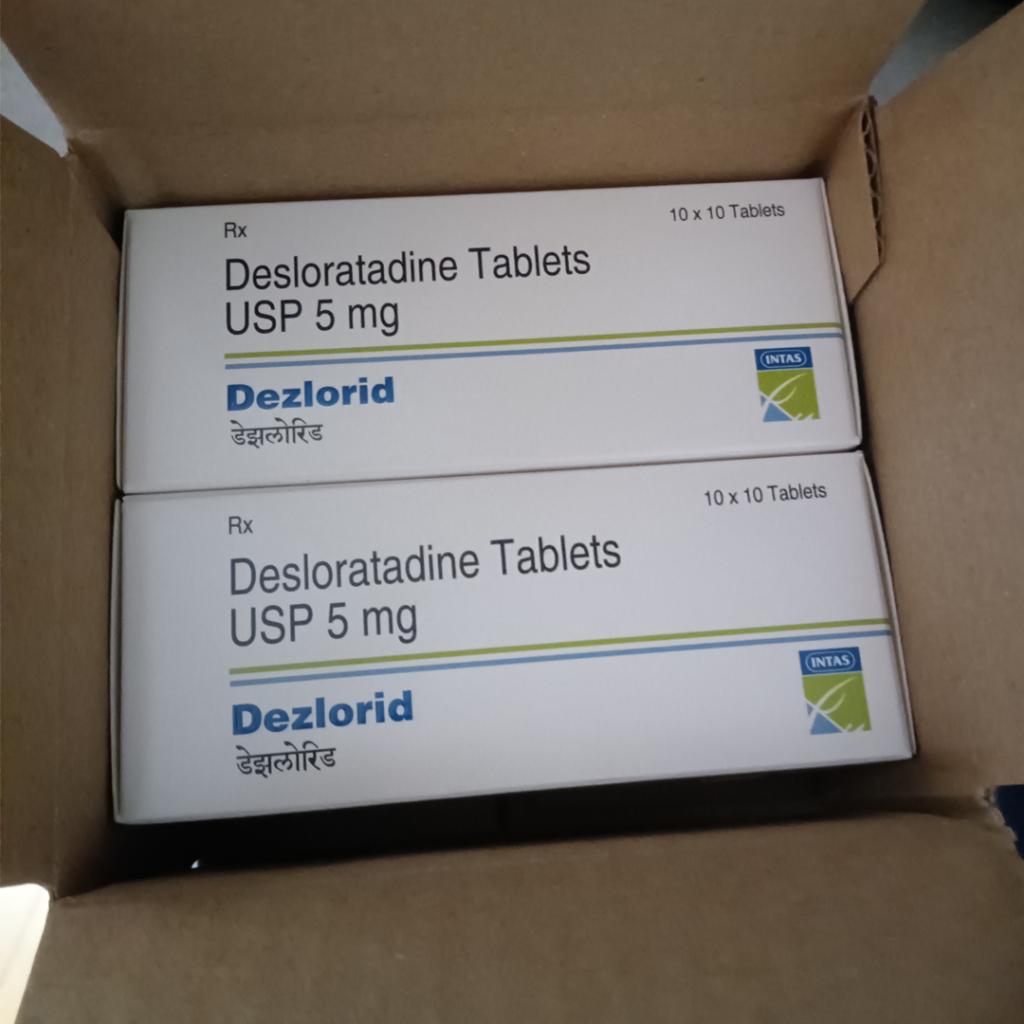 Rx
10 x 10 Tablets
Desloratadine Tablets
USP 5 mg
INTAS
Dezlorid
डेझलोरिड
Rx
10 x 10 Tablets
Desloratadine Tablets
USP 5 mg
INTAS
Dezlorid
डेझलोरिड